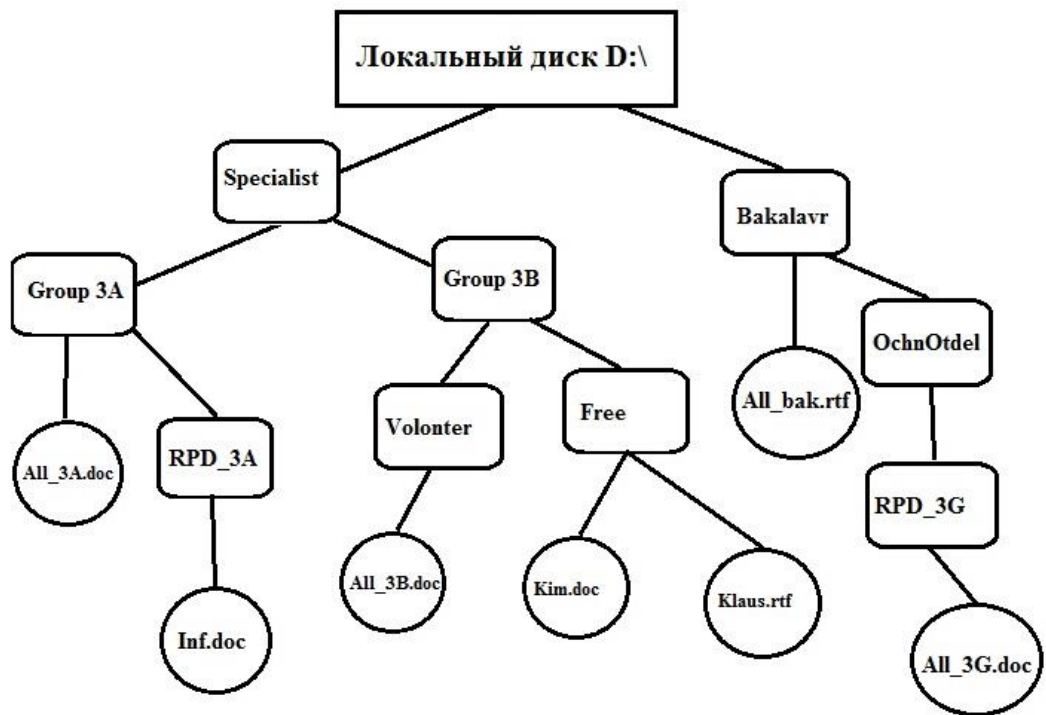 Локальный диск D:\
Specialist
Bakalavr
Group 3A
Group 3B
OchnOtdel
All_bak.rtf
Volonter
Free
RPD_3A
All_3A.doc
RPD_3G
All_3B.doc
Kim.doc
Klaus.rtf
Inf.doc
All_3G.doc